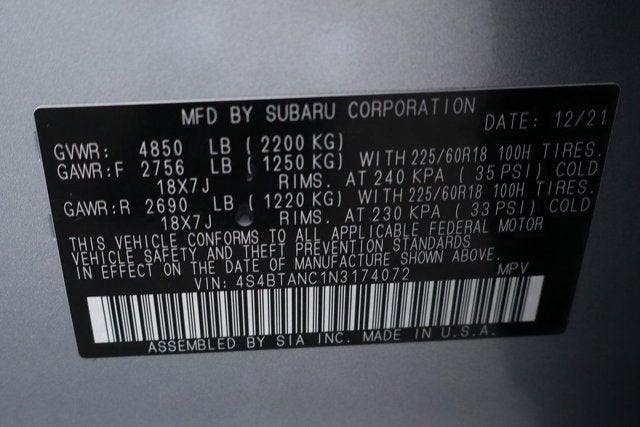 MFD BY SUBARU CORPORATION DATE: 12/21
GVWR: 4850 LB (2200 KG)
GAWR:F 2756 LB (1250 KG) WITH 225/60R18 100H TIRES.
18X7J RIMS. AT 240 KPA (35 PSI) COLD
GAWR:R 2690 LB (1220 KG) WITH 225/60R18 100H TIRES.
18X7J RIMS. AT 230 KPA (33 PSI) COLD
THIS VEHICLE CONFORMS TO ALL APPLICABLE FEDERAL MOTOR
VEHICLE SAFETY AND THEFT PREVENTION STANDARDS
IN EFFECT ON THE DATE OF MANUFACTURE SHOWN ABOVE.
VIN: 4S4BTANC1N3174072 MPV
ASSEMBLED BY SIA INC. MADE IN U.S.A.